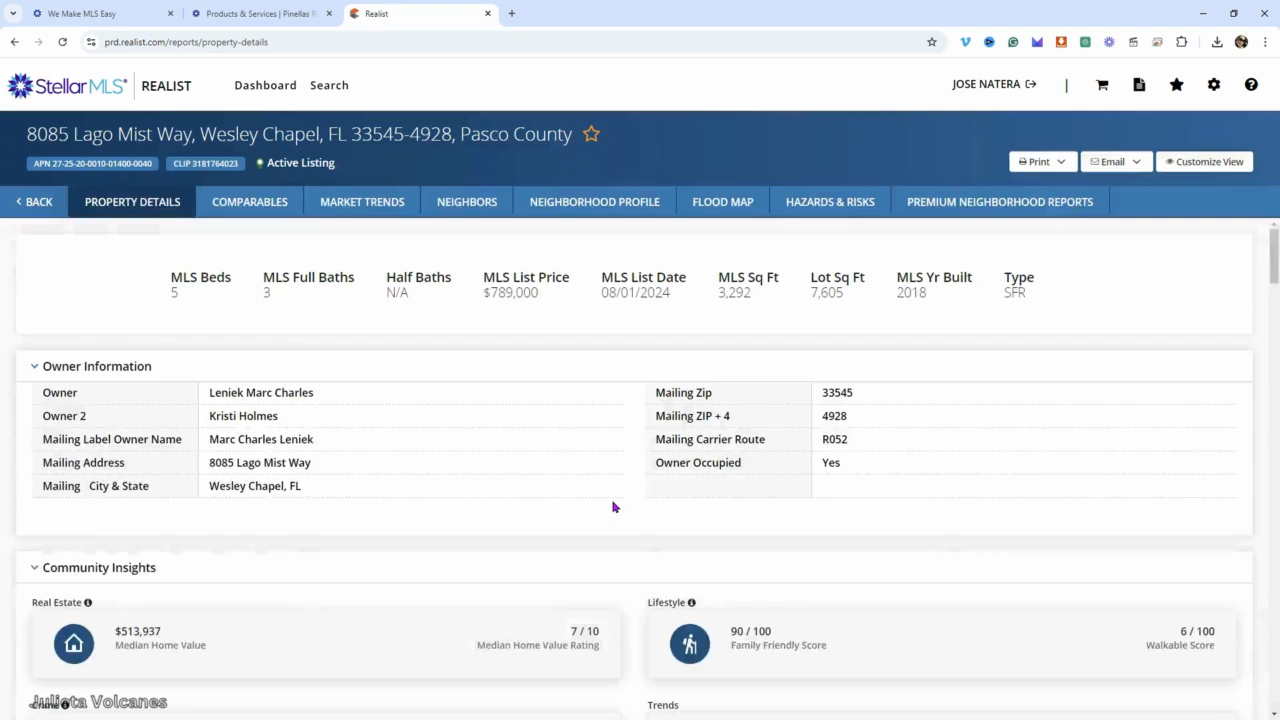 We Make MLS Easy
Products & Services | Pinellas
Realist
prd.realist.com/reports/property-details
StellarMLS REALIST Dashboard Search JOSE NATERA
8085 Lago Mist Way, Wesley Chapel, FL 33545-4928, Pasco County
APN 27-25-20-0010-01400-0040 CLIP 3181764023 Active Listing
Print Email Customize View
BACK PROPERTY DETAILS COMPARABLES MARKET TRENDS NEIGHBORS NEIGHBORHOOD PROFILE FLOOD MAP HAZARDS & RISKS PREMIUM NEIGHBORHOOD REPORTS
MLS Beds MLS Full Baths Half Baths MLS List Price MLS List Date MLS Sq Ft Lot Sq Ft MLS Yr Built Type
5 3 N/A $789,000 08/01/2024 3,292 7,605 2018 SFR
Owner Information
Owner Leniek Marc Charles Mailing Zip 33545
Owner 2 Kristi Holmes Mailing ZIP + 4 4928
Mailing Label Owner Name Marc Charles Leniek Mailing Carrier Route R052
Mailing Address 8085 Lago Mist Way Owner Occupied Yes
Mailing City & State Wesley Chapel, FL
Community Insights
Real Estate Lifestyle
$513,937 7 / 10 90 / 100 6 / 100
Median Home Value Median Home Value Rating Family Friendly Score Walkable Score
Julieta Volcanes
Trends